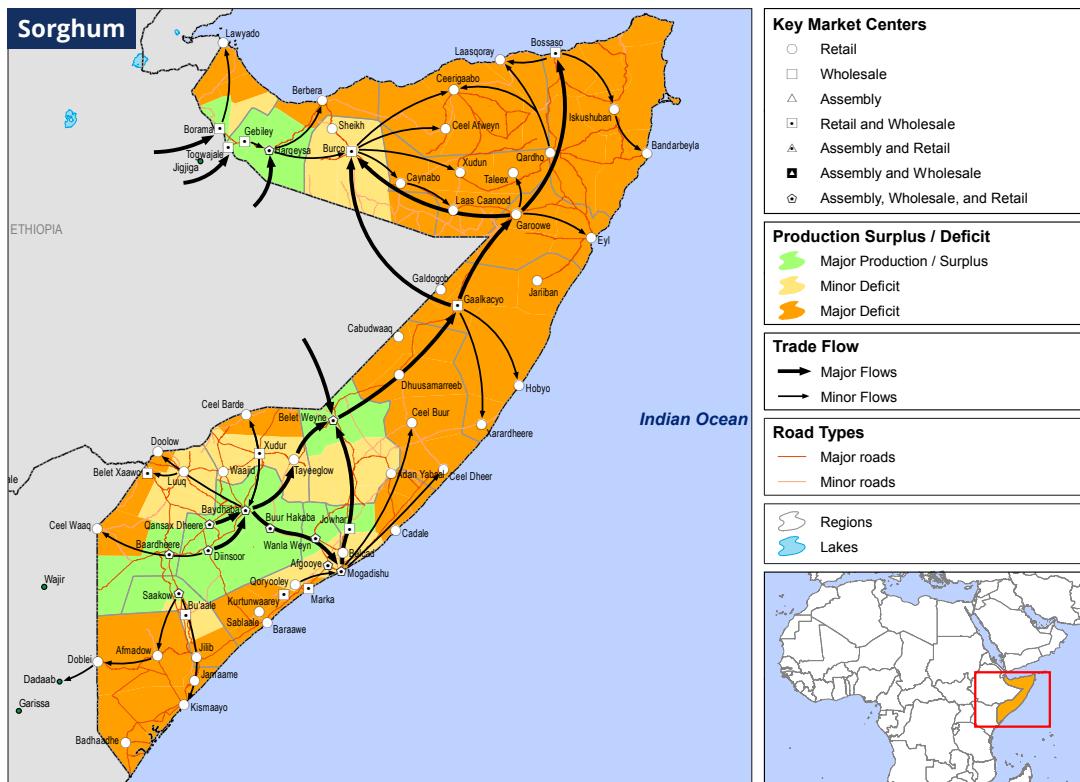 Sorghum
Lawyado
Bossaso
Laasqoray
Ceerigaabo
Berbera
Iskushuban
Borama
Gebiley
Sheikh
Ceel Afweyn
Togwajale
Hargeysa
Burco
Bandarbeyla
Qardho
Jigjiga
Xudun
Taleex
Caynabo
Laas Caanood
Garoowe
ETHIOPIA
Eyl
Galdogob
Jariiban
Gaalkacyo
Cabudwaaq
Dhuusamarreeb
Hobyo
Ceel Barde
Belet Weyne
Ceel Buur
Indian Ocean
Xarardheere
Doolow
Xudur
Belet Xaawo
Luuq
Waajid
Tayeeglow
Adan Yabaal
Ceel Dheer
Baydhaba
Ceel Waaq
Qansax Dheere
Buur Hakaba
Jowhar
Cadale
Baardheere
Diinsoor
Wanla Weyn
Balcad
Afgooye
Mogadishu
Wajir
Qoryooley
Saakow
Bu'aale
Kurtunwaarey
Marka
Sablaale
Baraawe
Afmadow
Jilib
Doblei
Jamaame
Dadaab
Garissa
Kismaayo
Badhaadhe
Key Market Centers
Retail
Wholesale
Assembly
Retail and Wholesale
Assembly and Retail
Assembly and Wholesale
Assembly, Wholesale, and Retail
Production Surplus / Deficit
Major Production / Surplus
Minor Deficit
Major Deficit
Trade Flow
Major Flows
Minor Flows
Road Types
Major roads
Minor roads
Regions
Lakes